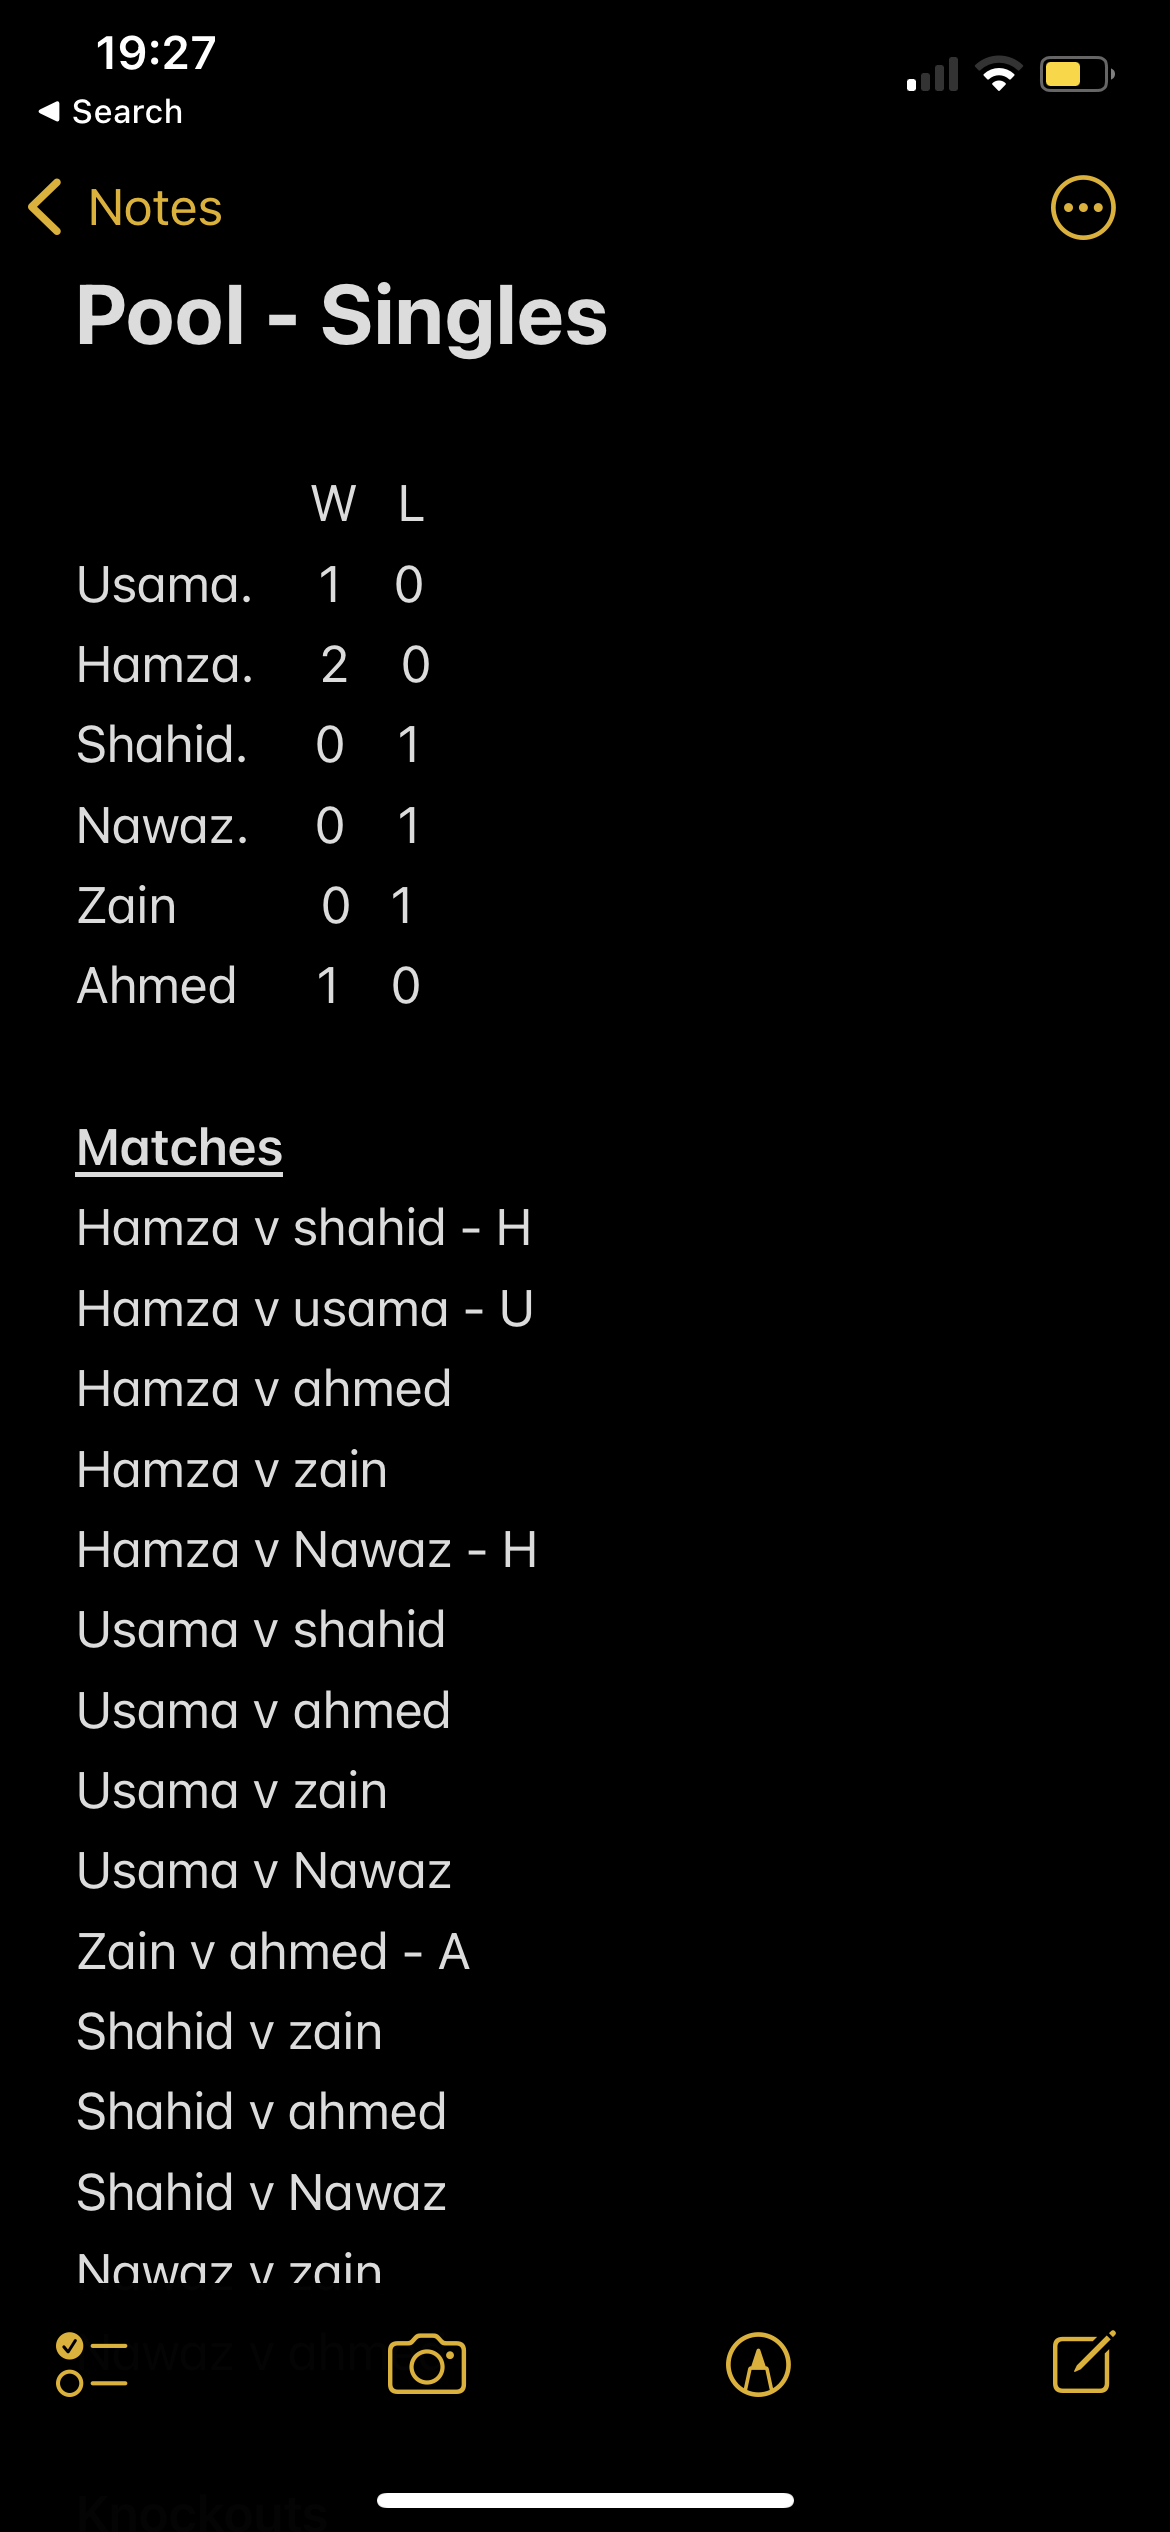 19:27
Search
Notes
Pool - Singles
W L
Usama. 1 0
Hamza. 2 0
Shahid. 0 1
Nawaz. 0 1
Zain 0 1
Ahmed 1 0
Matches
Hamza v shahid - H
Hamza v usama - U
Hamza v ahmed
Hamza v zain
Hamza v Nawaz - H
Usama v shahid
Usama v ahmed
Usama v zain
Usama v Nawaz
Zain v ahmed - A
Shahid v zain
Shahid v ahmed
Shahid v Nawaz
Nawaz v zain
Nawaz v ahm
Knockouts